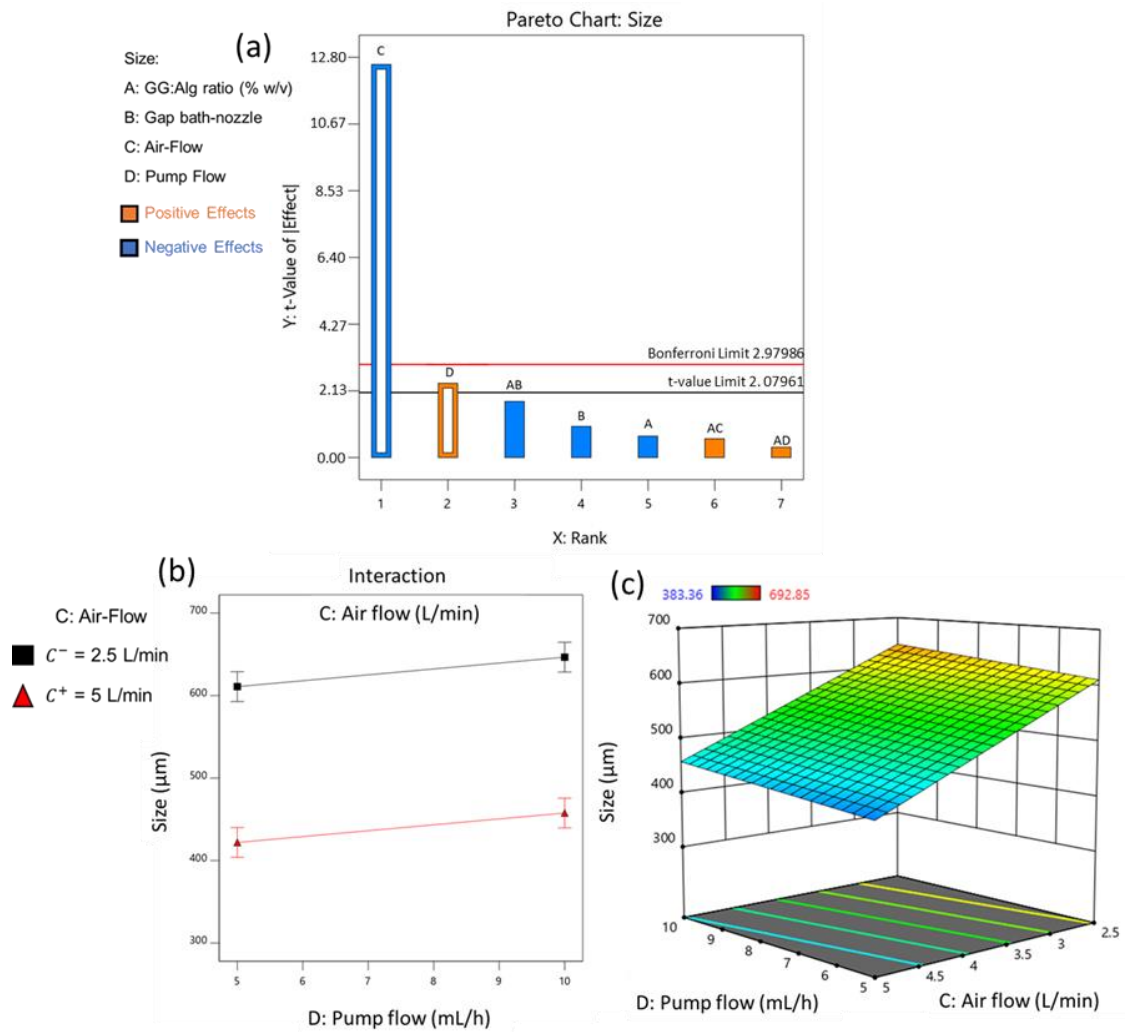 Pareto Chart: Size
(a)
Size:
A: GG:Alg ratio (% w/v)
B: Gap bath-nozzle
C: Air-Flow
D: Pump Flow
Positive Effects
Negative Effects
Y: t-Value of |Effect|
12.80
10.67
8.53
6.40
4.27
2.13
0.00
C
D
AB
B
A
AC
AD
Bonferroni Limit 2.97986
t-value Limit 2. 07961
1 2 3 4 5 6 7
X: Rank
(b)
Interaction
C: Air flow (L/min)
C: Air-Flow
C⁻ = 2.5 L/min
C⁺ = 5 L/min
Size (μm)
700
600
500
400
300
5 6 7 8 9 10
D: Pump flow (mL/h)
(c)
383.36 692.85
Size (μm)
700
600
500
400
300
10 9 8 7 6 5
5 4.5 4 3.5 3 2.5
D: Pump flow (mL/h)
C: Air flow (L/min)